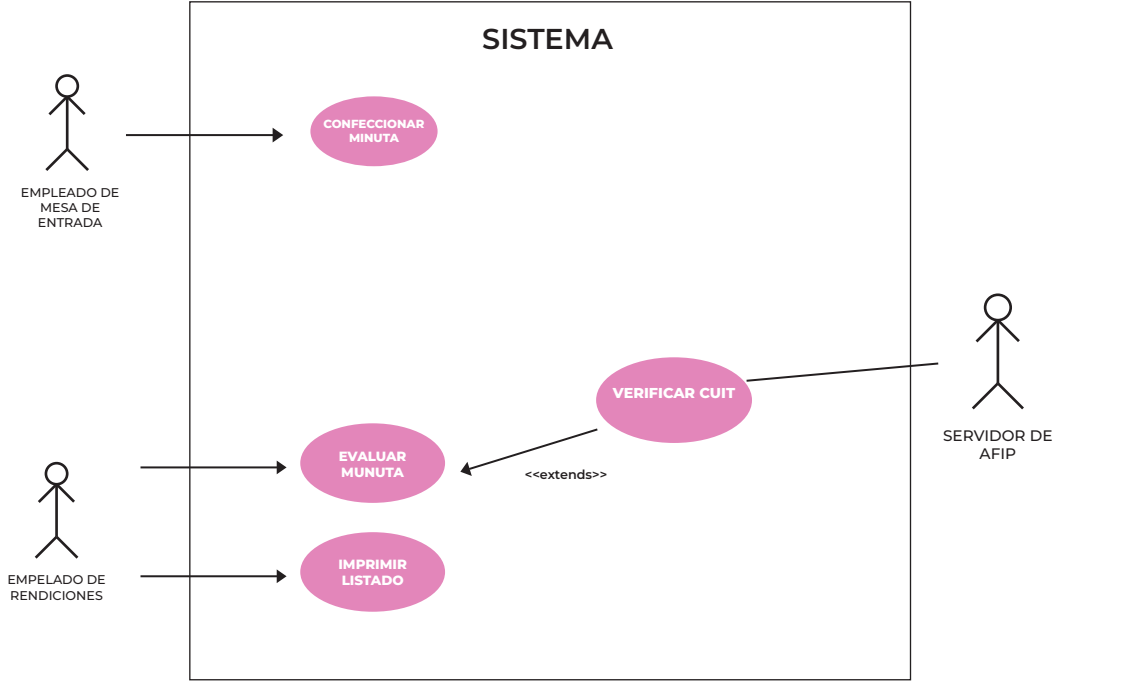 SISTEMA
CONFECCIONAR
MINUTA
EMPLEADO DE
MESA DE
ENTRADA
VERIFICAR CUIT
SERVIDOR DE
AFIP
EVALUAR
MUNUTA
<<extends>>
IMPRIMIR
LISTADO
EMPELADO DE
RENDICIONES